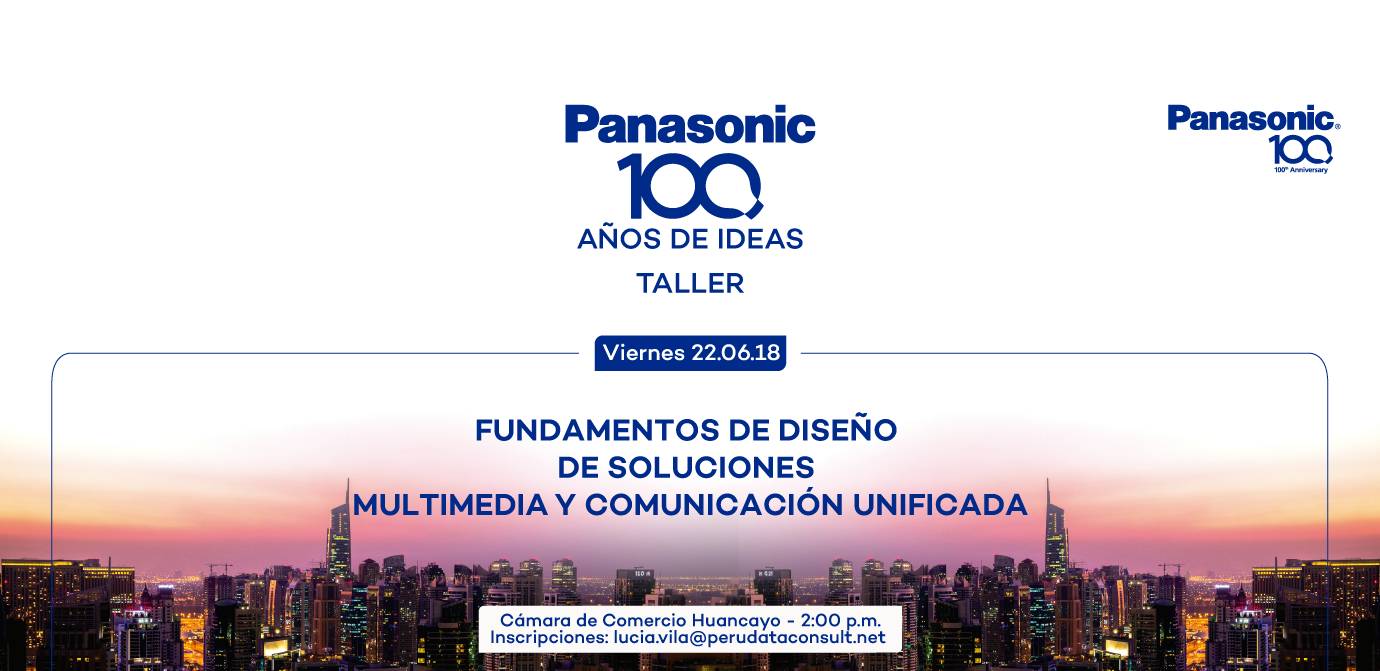 Panasonic
100
AÑOS DE IDEAS
TALLER
Panasonic®
100
100th Anniversary
Viernes 22.06.18
FUNDAMENTOS DE DISEÑO
DE SOLUCIONES
MULTIMEDIA Y COMUNICACIÓN UNIFICADA
Cámara de Comercio Huancayo - 2:00 p.m.
Inscripciones: lucia.vila@perudataconsult.net